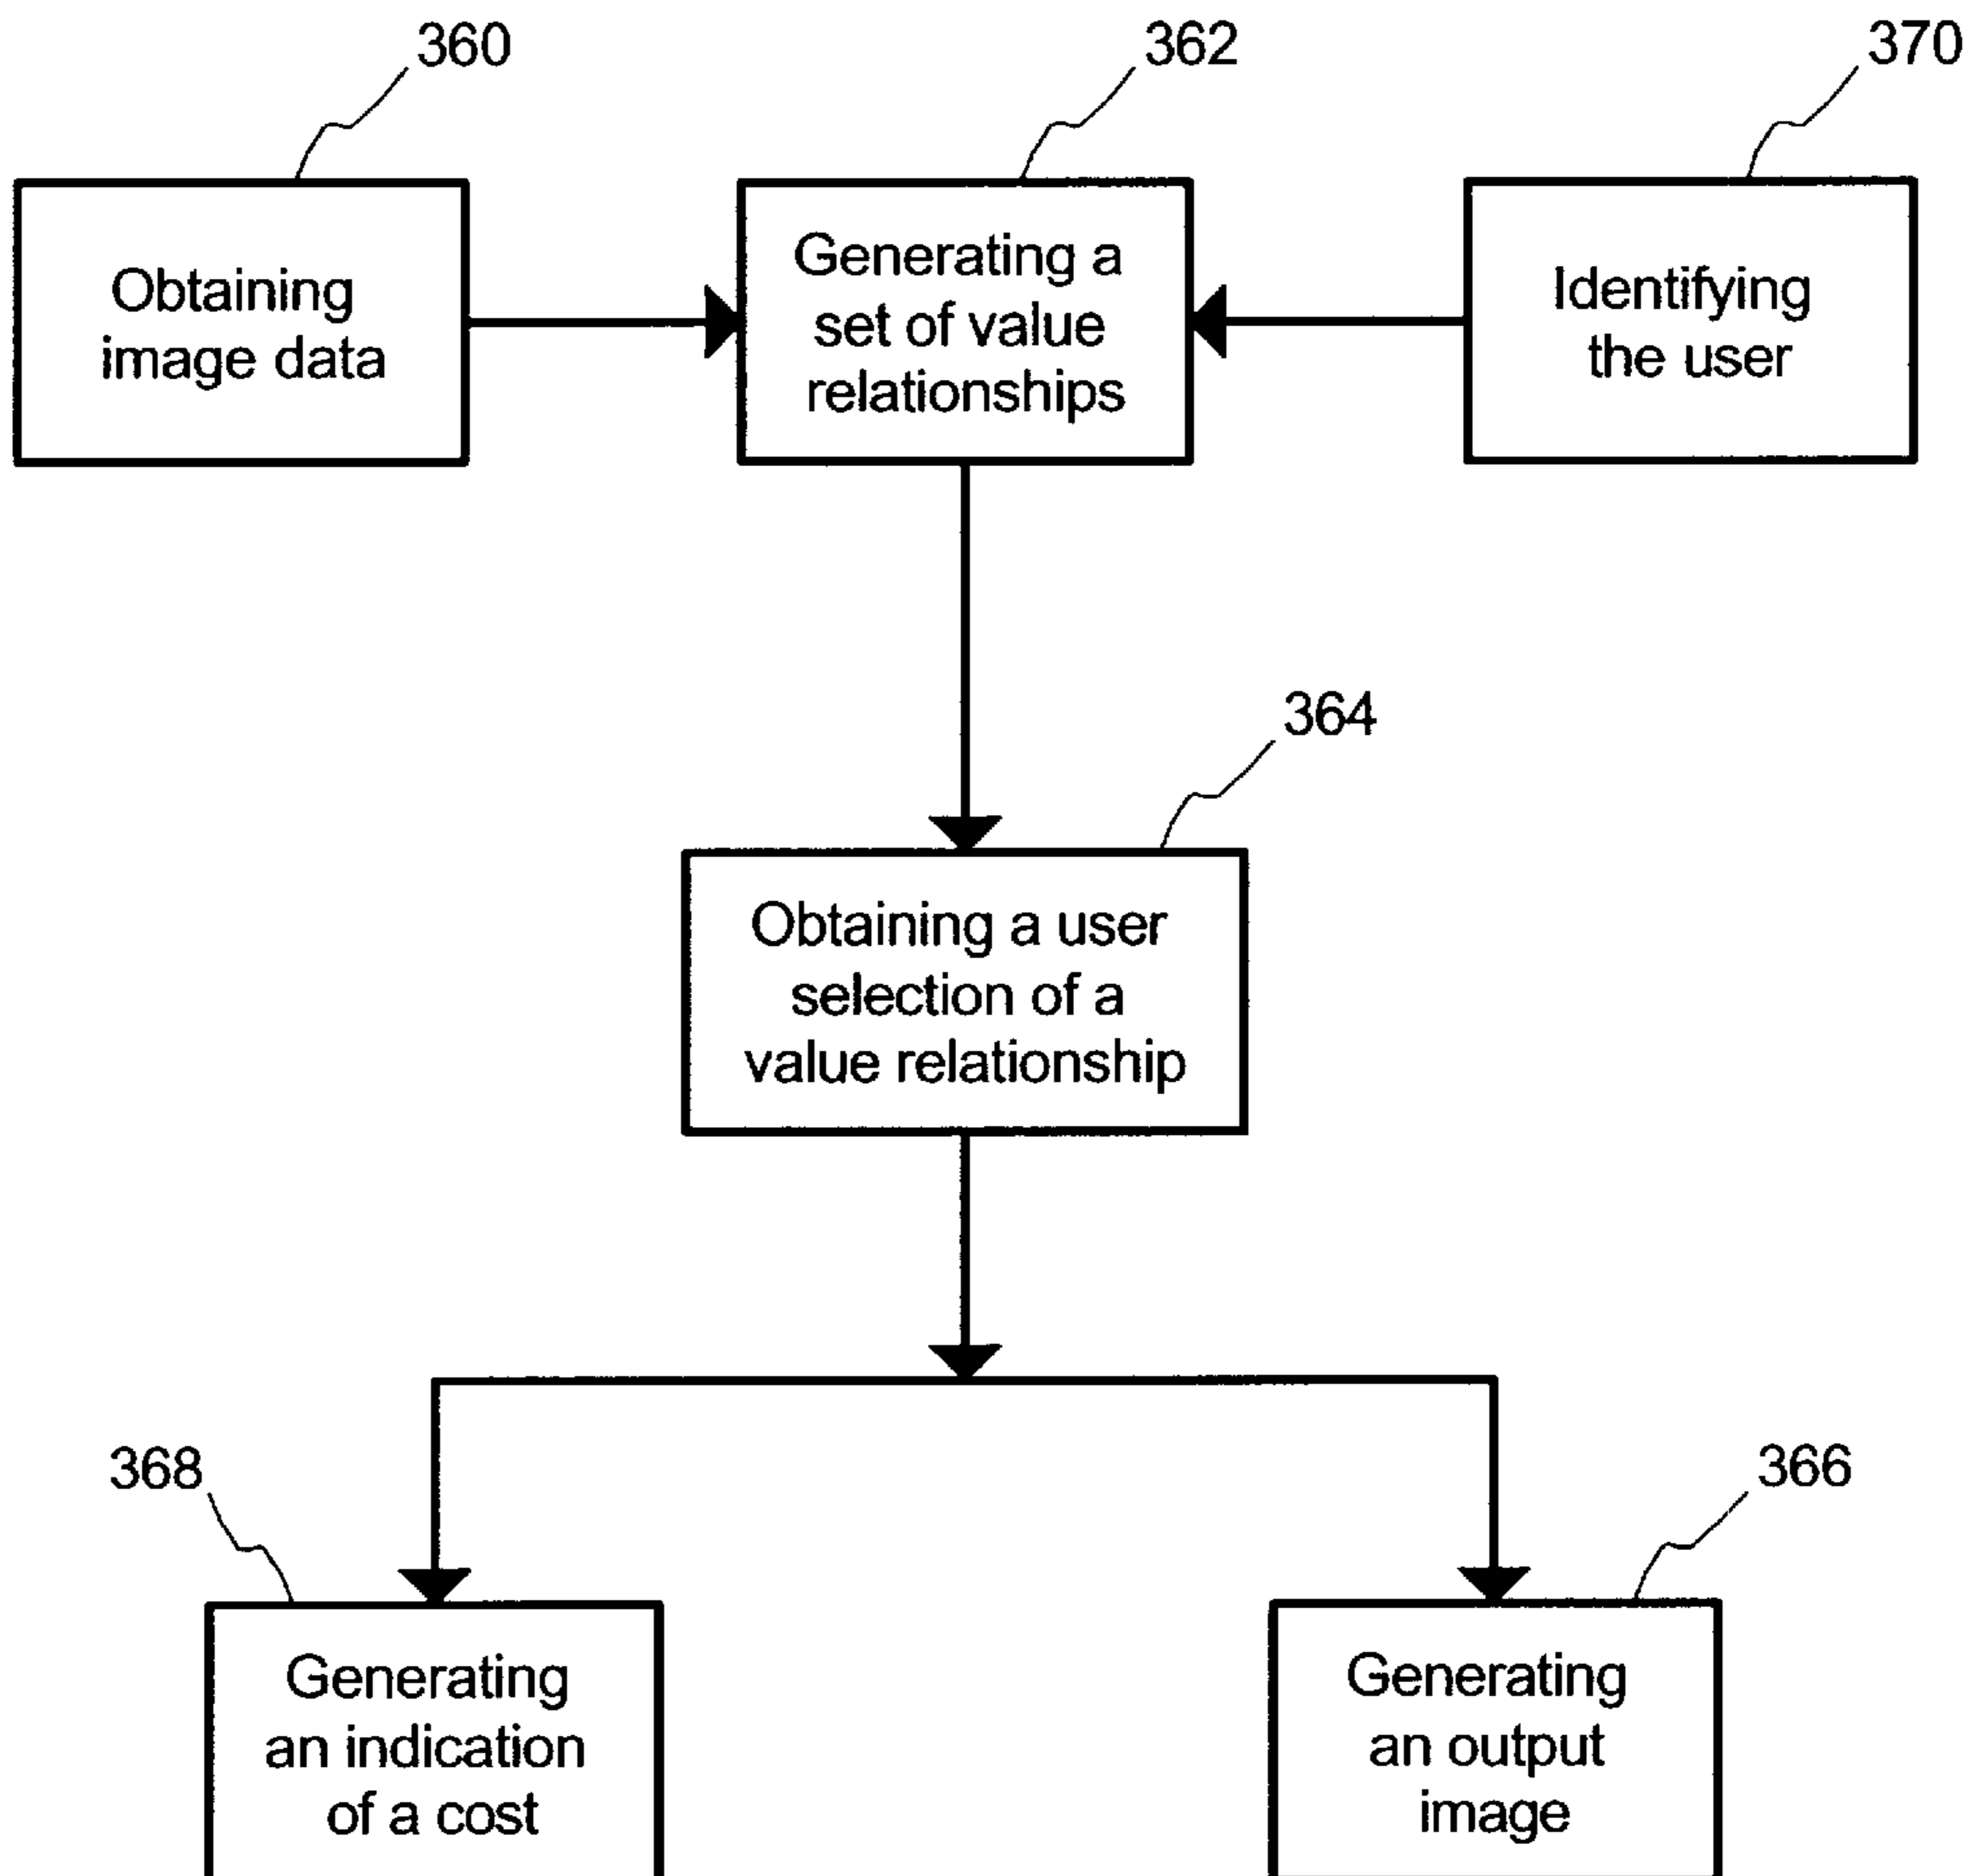 360
362
370
Obtaining
image data
Generating a
set of value
relationships
Identifying
the user
364
Obtaining a user
selection of a
value relationship
368
366
Generating
an indication
of a cost
Generating
an output
image